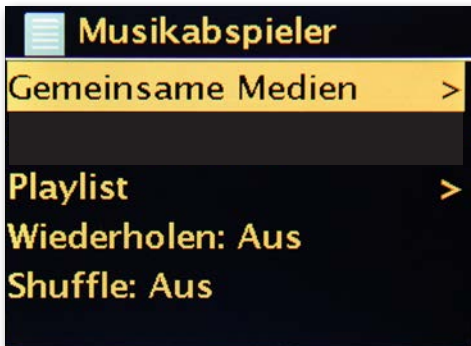 Musikabspieler
Gemeinsame Medien >
Playlist >
Wiederholen: Aus
Shuffle: Aus